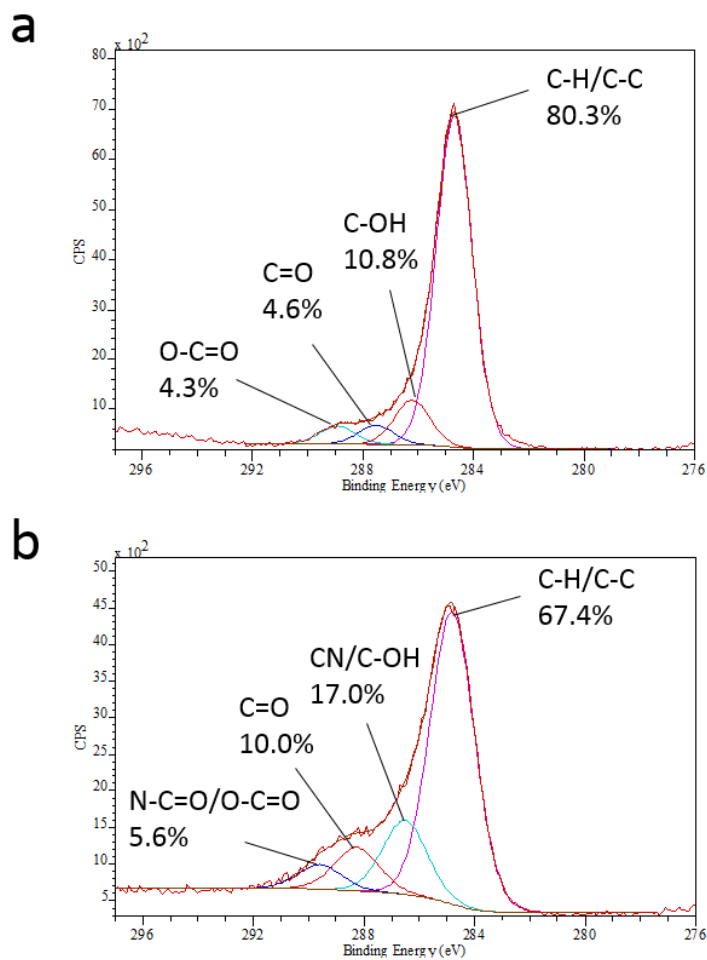 a
x 10²
80
70
60
50
40
30
20
10
CPS
C-H/C-C
80.3%
C-OH
10.8%
C=O
4.6%
O-C=O
4.3%
296
292
288
284
280
276
Binding Energy (eV)
b
x 10²
50
45
40
35
30
25
20
15
10
5
CPS
C-H/C-C
67.4%
CN/C-OH
17.0%
C=O
10.0%
N-C=O/O-C=O
5.6%
296
292
288
284
280
276
Binding Energy (eV)